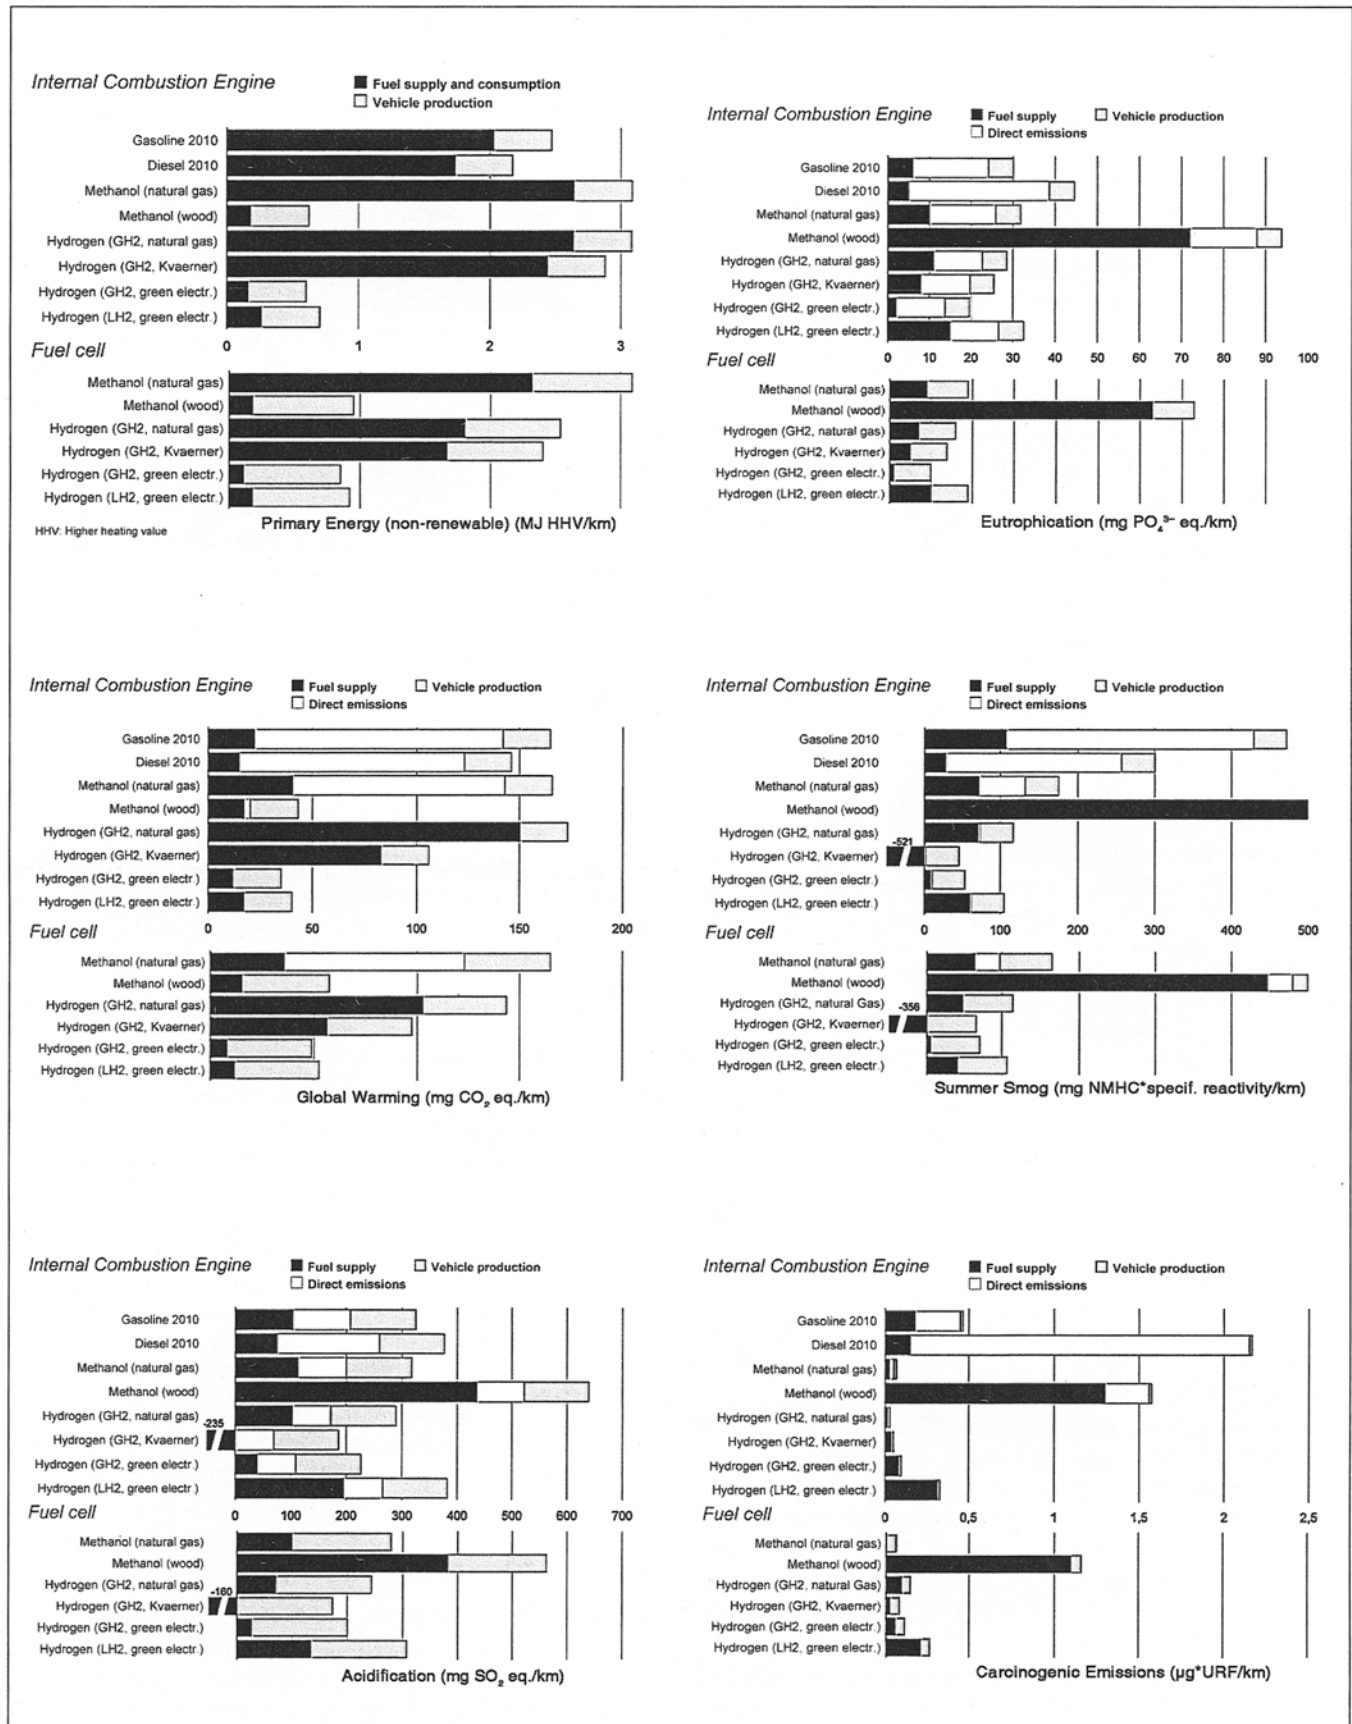 Internal Combustion Engine
Fuel supply and consumption
Vehicle production
Gasoline 2010
Diesel 2010
Methanol (natural gas)
Methanol (wood)
Hydrogen (GH2, natural gas)
Hydrogen (GH2, Kvaerner)
Hydrogen (GH2, green electr.)
Hydrogen (LH2, green electr.)
0 1 2 3
Fuel cell
Methanol (natural gas)
Methanol (wood)
Hydrogen (GH2, natural gas)
Hydrogen (GH2, Kvaerner)
Hydrogen (GH2, green electr.)
Hydrogen (LH2, green electr.)
Primary Energy (non-renewable) (MJ HHV/km)
HHV: Higher heating value
Internal Combustion Engine
Fuel supply Vehicle production
Direct emissions
Gasoline 2010
Diesel 2010
Methanol (natural gas)
Methanol (wood)
Hydrogen (GH2, natural gas)
Hydrogen (GH2, Kvaerner)
Hydrogen (GH2, green electr.)
Hydrogen (LH2, green electr.)
0 10 20 30 40 50 60 70 80 90 100
Fuel cell
Methanol (natural gas)
Methanol (wood)
Hydrogen (GH2, natural gas)
Hydrogen (GH2, Kvaerner)
Hydrogen (GH2, green electr.)
Hydrogen (LH2, green electr.)
Eutrophication (mg PO₄³⁻ eq./km)
Internal Combustion Engine
Fuel supply Vehicle production
Direct emissions
Gasoline 2010
Diesel 2010
Methanol (natural gas)
Methanol (wood)
Hydrogen (GH2, natural gas)
Hydrogen (GH2, Kvaerner)
Hydrogen (GH2, green electr.)
Hydrogen (LH2, green electr.)
0 50 100 150 200
Fuel cell
Methanol (natural gas)
Methanol (wood)
Hydrogen (GH2, natural gas)
Hydrogen (GH2, Kvaerner)
Hydrogen (GH2, green electr.)
Hydrogen (LH2, green electr.)
Global Warming (mg CO₂ eq./km)
Internal Combustion Engine
Fuel supply Vehicle production
Direct emissions
Gasoline 2010
Diesel 2010
Methanol (natural gas)
Methanol (wood)
Hydrogen (GH2, natural gas)
-521
Hydrogen (GH2, Kvaerner)
Hydrogen (GH2, green electr.)
Hydrogen (LH2, green electr.)
0 100 200 300 400 500
Fuel cell
Methanol (natural gas)
Methanol (wood)
Hydrogen (GH2, natural Gas)
-356
Hydrogen (GH2, Kvaerner)
Hydrogen (GH2, green electr.)
Hydrogen (LH2, green electr.)
Summer Smog (mg NMHC*specif. reactivity/km)
Internal Combustion Engine
Fuel supply Vehicle production
Direct emissions
Gasoline 2010
Diesel 2010
Methanol (natural gas)
Methanol (wood)
Hydrogen (GH2, natural gas)
-235
Hydrogen (GH2, Kvaerner)
Hydrogen (GH2, green electr.)
Hydrogen (LH2, green electr.)
0 100 200 300 400 500 600 700
Fuel cell
Methanol (natural gas)
Methanol (wood)
Hydrogen (GH2, natural gas)
-160
Hydrogen (GH2, Kvaerner)
Hydrogen (GH2, green electr.)
Hydrogen (LH2, green electr.)
Acidification (mg SO₂ eq./km)
Internal Combustion Engine
Fuel supply Vehicle production
Direct emissions
Gasoline 2010
Diesel 2010
Methanol (natural gas)
Methanol (wood)
Hydrogen (GH2, natural gas)
Hydrogen (GH2, Kvaerner)
Hydrogen (GH2, green electr.)
Hydrogen (LH2, green electr.)
0 0,5 1 1,5 2 2,5
Fuel cell
Methanol (natural gas)
Methanol (wood)
Hydrogen (GH2, natural Gas)
Hydrogen (GH2, Kvaerner)
Hydrogen (GH2, green electr.)
Hydrogen (LH2, green electr.)
Carcinogenic Emissions (µg*URF/km)